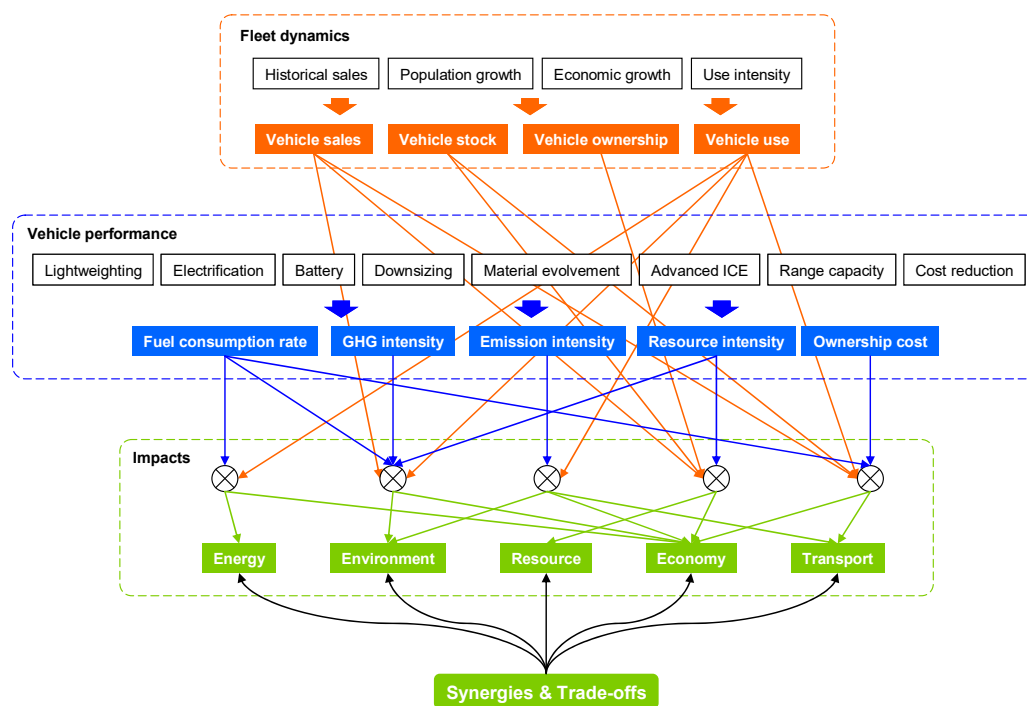 Fleet dynamics
Historical sales
Population growth
Economic growth
Use intensity
Vehicle sales
Vehicle stock
Vehicle ownership
Vehicle use
Vehicle performance
Lightweighting
Electrification
Battery
Downsizing
Material evolvement
Advanced ICE
Range capacity
Cost reduction
Fuel consumption rate
GHG intensity
Emission intensity
Resource intensity
Ownership cost
Impacts
Energy
Environment
Resource
Economy
Transport
Synergies & Trade-offs